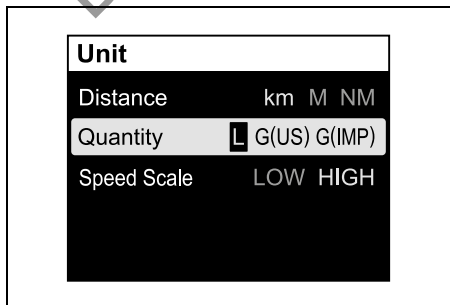 Unit
Distance km M NM
Quantity L G(US) G(IMP)
Speed Scale LOW HIGH